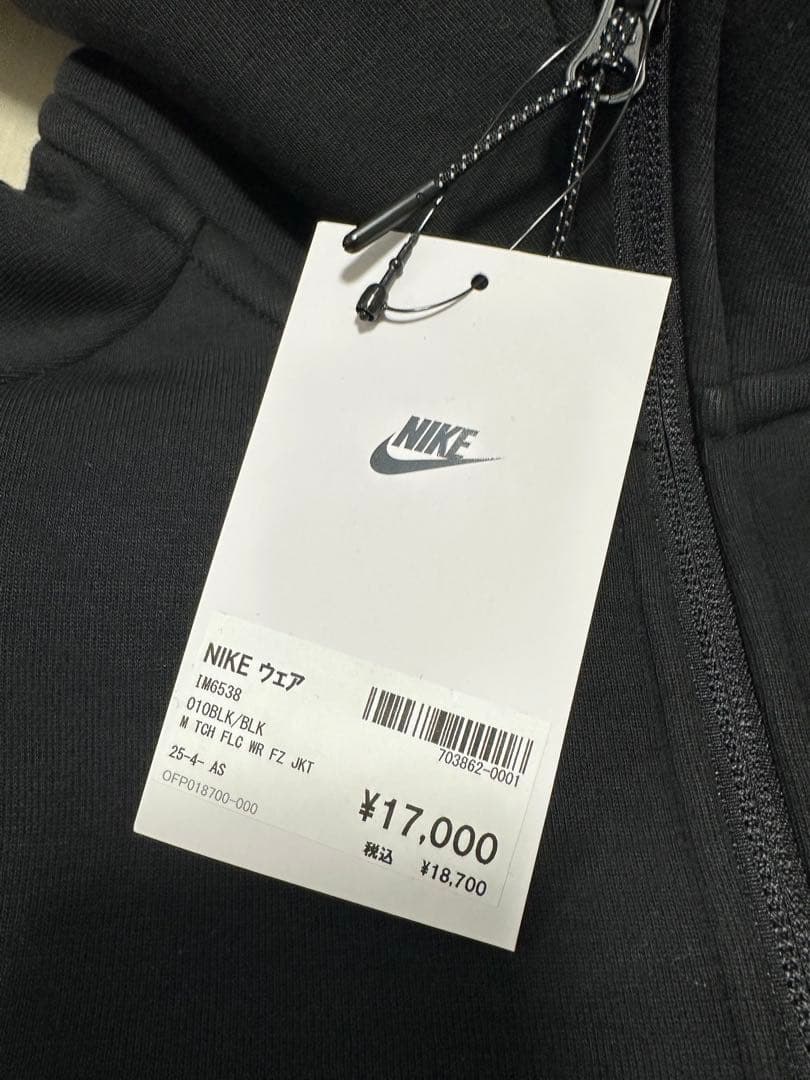 NIKE
NIKE ウェア
IM6538
010BLK/BLK
M TCH FLC WR FZ JKT
25-4- AS
OFP018700-000
703862-0001
¥17,000
税込 ¥18,700